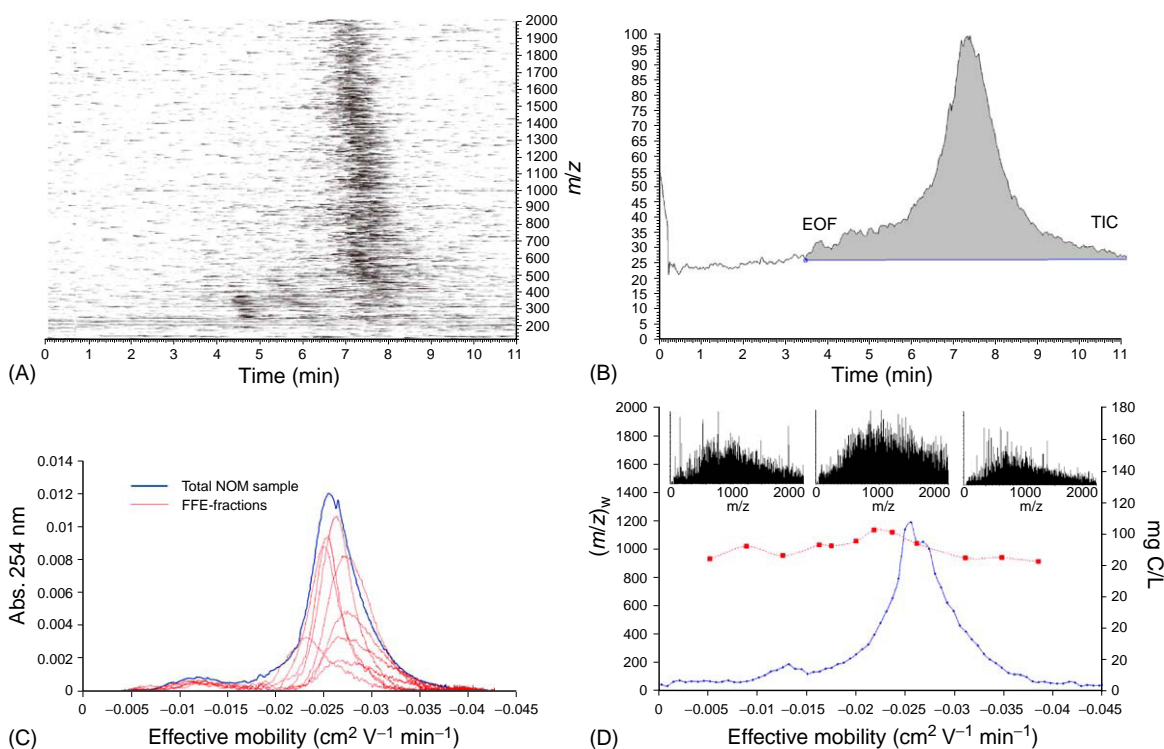 2000
1900
1800
1700
1600
1500
1400
1300
1200
1100
1000
900
800
700
600
500
400
300
200
m/z
0 1 2 3 4 5 6 7 8 9 10 11
Time (min)
(A)
100
95
90
85
80
75
70
65
60
55
50
45
40
35
30
25
20
15
10
5
0
EOF
TIC
0 1 2 3 4 5 6 7 8 9 10 11
Time (min)
(B)
0.014
0.012
0.010
0.008
0.006
0.004
0.002
0
Abs. 254 nm
Total NOM sample
FFE-fractions
0 −0.005 −0.01 −0.015 −0.02 −0.025 −0.03 −0.035 −0.04 −0.045
Effective mobility (cm² V⁻¹ min⁻¹)
(C)
2000
1800
1600
1400
1200
1000
800
600
400
200
0
(m/z)w
0 1000 2000
m/z
0 1000 2000
m/z
0 1000 2000
m/z
180
160
140
120
100
20
20
20
20
0
mg C/L
0 −0.005 −0.01 −0.015 −0.02 −0.025 −0.03 −0.035 −0.04 −0.045
Effective mobility (cm² V⁻¹ min⁻¹)
(D)